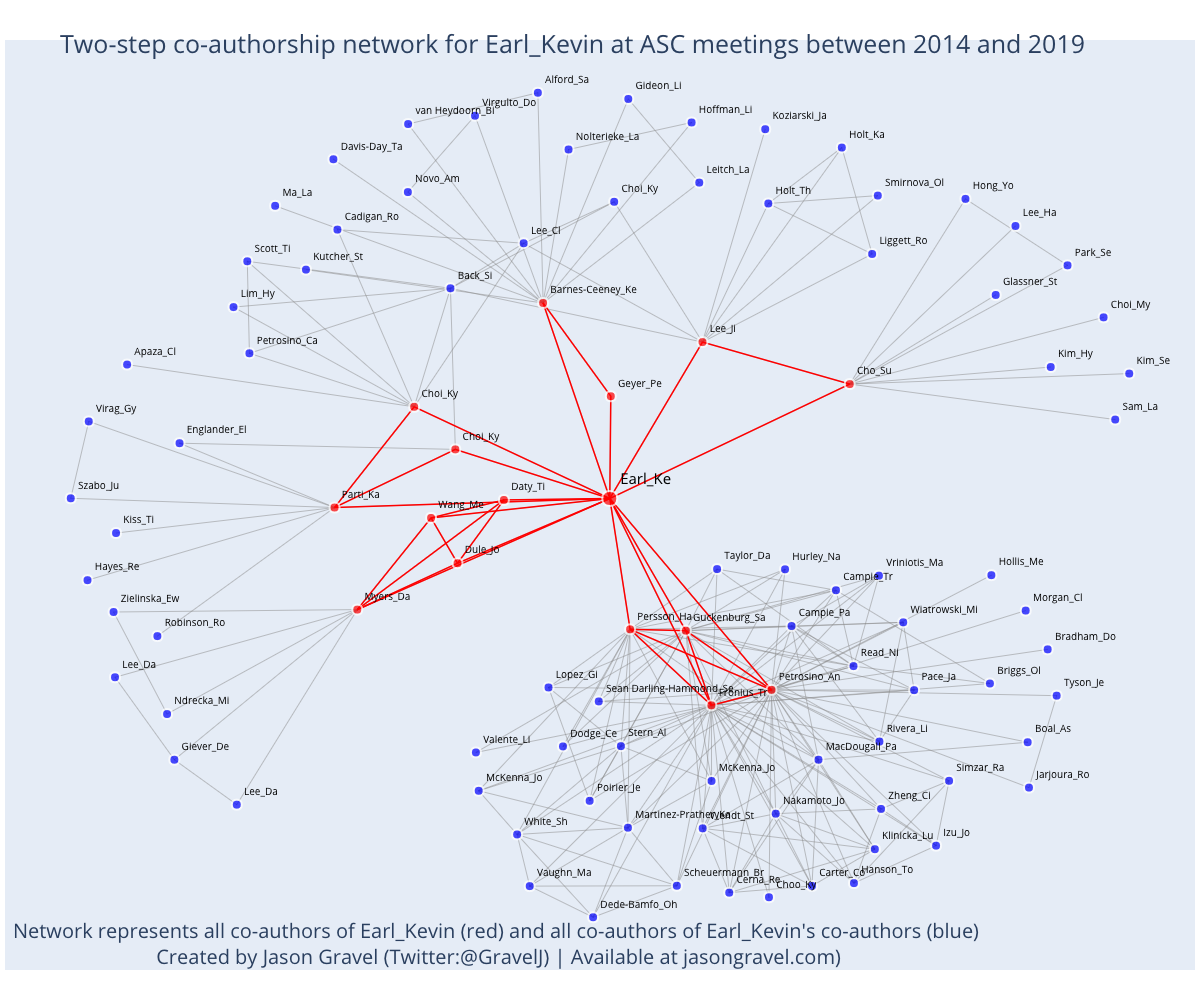 Two-step co-authorship network for Earl_Kevin at ASC meetings between 2014 and 2019
Alford_Sa
Gideon_Li
van Heydoorn_Bl
Virgulto_Do
Hoffman_Li
Koziarski_Ja
Nolterieke_La
Holt_Ka
Davis-Day_Ta
Leitch_La
Novo_Am
Choi_Ky
Holt_Th
Smirnova_Ol
Hong_Yo
Ma_La
Cadigan_Ro
Lee_Cl
Lee_Ha
Scott_Ti
Kutcher_St
Liggett_Ro
Park_Se
Back_Si
Barnes-Ceeney_Ke
Glassner_St
Lim_Hy
Choi_My
Petrosino_Ca
Lee_Ji
Apaza_Cl
Cho_Su
Kim_Hy
Kim_Se
Choi_Ky
Geyer_Pe
Virag_Gy
Sam_La
Englander_El
Choi_Ky
Earl_Ke
Szabo_Ju
Parti_Ka
Daty_Ti
Wang_Me
Kiss_Ti
Dule_Jo
Hayes_Re
Taylor_Da
Hurley_Na
Vriniotis_Ma
Hollis_Me
Campie_Tr
Zielinska_Ew
Myers_Da
Robinson_Ro
Persson_Ha
Guckenburg_Sa
Campie_Pa
Wiatrowski_Mi
Morgan_Cl
Lee_Da
Read_Ni
Bradham_Do
Lopez_Gi
Petrosino_An
Pace_Ja
Briggs_Ol
Ndrecka_Mi
Sean Darling-Hammond_Se
Fronius_Tr
Tyson_Je
Glever_De
Valente_Li
Dodge_Ce
Stern_Al
Rivera_Li
Boal_As
MacDougall_Pa
McKenna_Jo
McKenna_Jo
Simzar_Ra
Jarjoura_Ro
Lee_Da
Poirier_Je
Nakamoto_Jo
Zheng_Ci
White_Sh
Martinez-Prather_Ka
Wendt_St
Klinicka_Lu
Izu_Jo
Vaughn_Ma
Scheuermann_Br
Cerna_Re
Choo_Ky
Carter_Co
Hanson_To
Dede-Bamfo_Oh
Network represents all co-authors of Earl_Kevin (red) and all co-authors of Earl_Kevin's co-authors (blue)
Created by Jason Gravel (Twitter:@GravelJ) | Available at jasongravel.com)